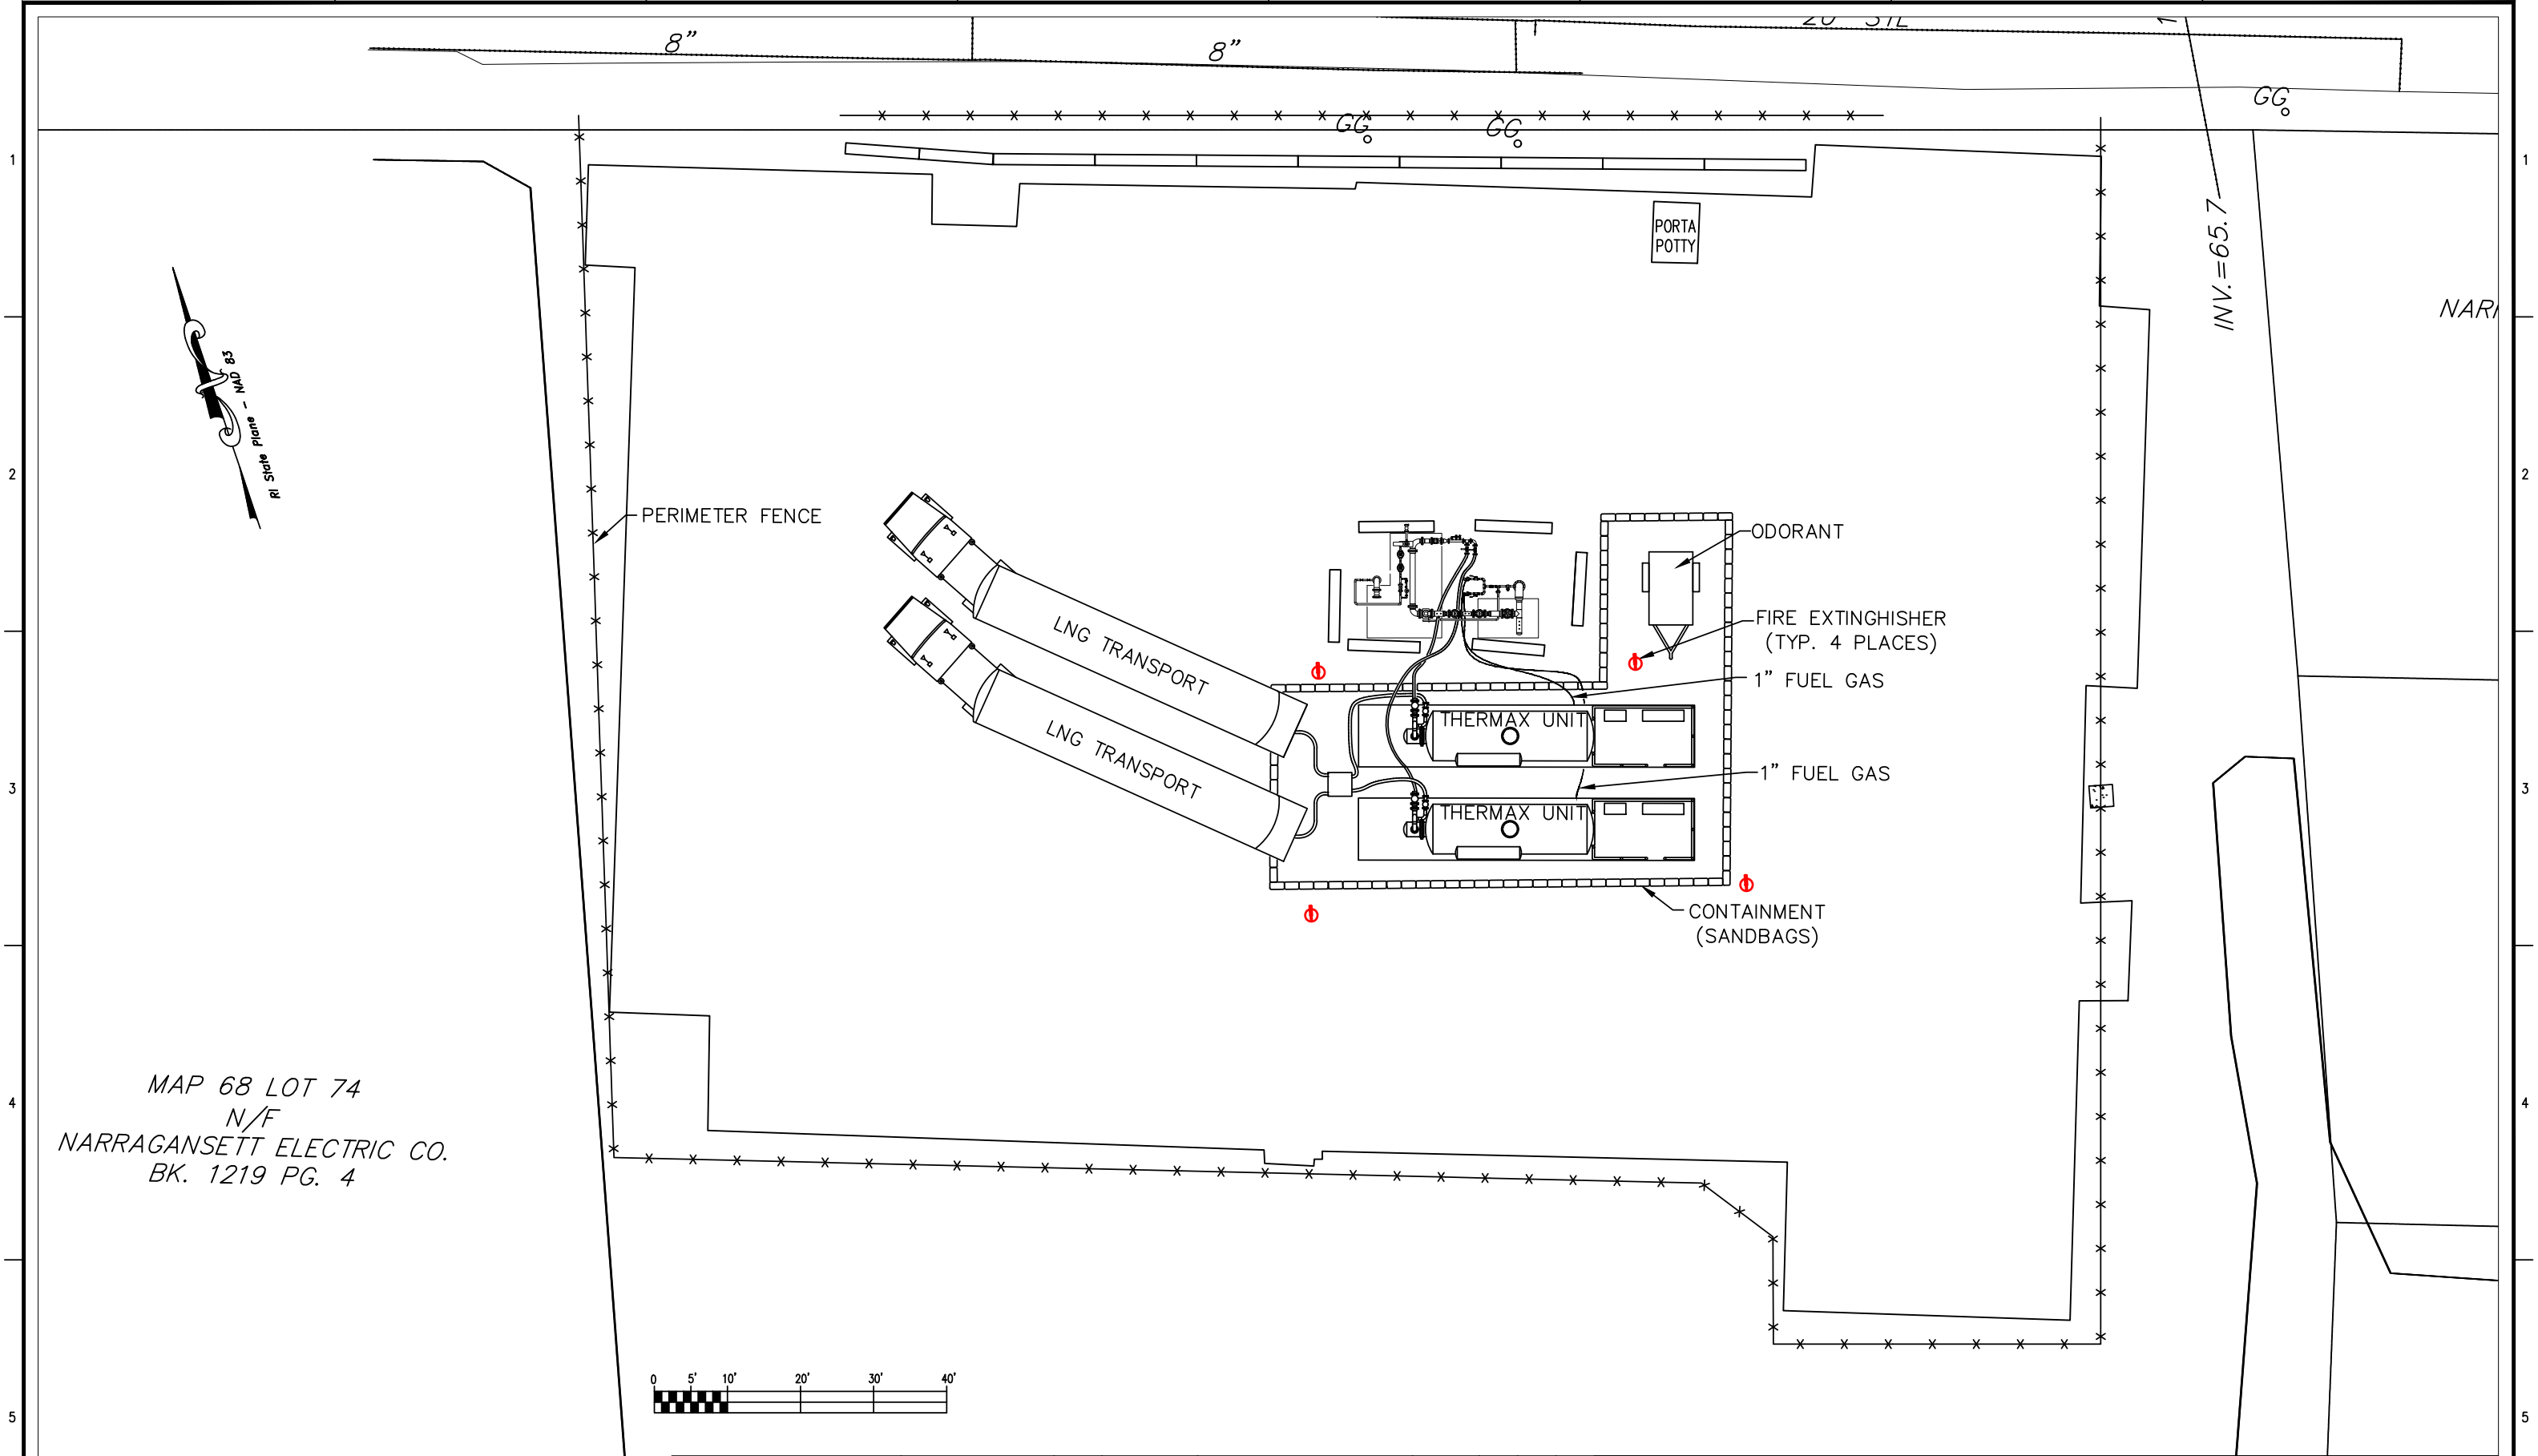 8"
8"
GG
GG
GG
1
1
PORTA
POTTY
INV.=65.7
RI State Plane - NAD 83
2
2
PERIMETER FENCE
ODORANT
FIRE EXTINGHISHER
(TYP. 4 PLACES)
LNG TRANSPORT
1" FUEL GAS
THERMAX UNIT
LNG TRANSPORT
1" FUEL GAS
3
3
THERMAX UNIT
CONTAINMENT
(SANDBAGS)
MAP 68 LOT 74
N/F
NARRAGANSETT ELECTRIC CO.
BK. 1219 PG. 4
4
4
0 5' 10' 20' 30' 40'
5
5